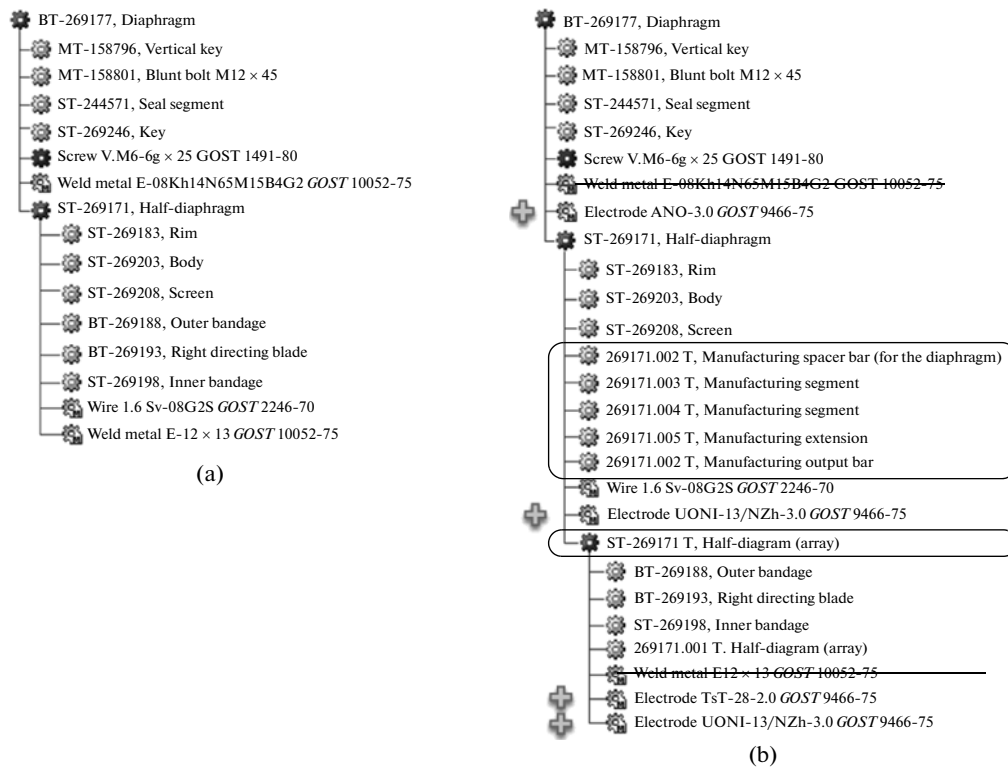 BT-269177, Diaphragm
MT-158796, Vertical key
MT-158801, Blunt bolt M12 × 45
ST-244571, Seal segment
ST-269246, Key
Screw V.M6-6g × 25 GOST 1491-80
Weld metal E-08Kh14N65M15B4G2 GOST 10052-75
ST-269171, Half-diaphragm
ST-269183, Rim
ST-269203, Body
ST-269208, Screen
BT-269188, Outer bandage
BT-269193, Right directing blade
ST-269198, Inner bandage
Wire 1.6 Sv-08G2S GOST 2246-70
Weld metal E-12 × 13 GOST 10052-75
(a)
BT-269177, Diaphragm
MT-158796, Vertical key
MT-158801, Blunt bolt M12 × 45
ST-244571, Seal segment
ST-269246, Key
Screw V.M6-6g × 25 GOST 1491-80
Weld metal E-08Kh14N65M15B4G2 GOST 10052-75
Electrode ANO-3.0 GOST 9466-75
ST-269171, Half-diaphragm
ST-269183, Rim
ST-269203, Body
ST-269208, Screen
269171.002 T, Manufacturing spacer bar (for the diaphragm)
269171.003 T, Manufacturing segment
269171.004 T, Manufacturing segment
269171.005 T, Manufacturing extension
269171.002 T, Manufacturing output bar
Wire 1.6 Sv-08G2S GOST 2246-70
Electrode UONI-13/NZh-3.0 GOST 9466-75
ST-269171 T, Half-diagram (array)
BT-269188, Outer bandage
BT-269193, Right directing blade
ST-269198, Inner bandage
269171.001 T. Half-diagram (array)
Weld metal E12 × 13 GOST 10052-75
Electrode TsT-28-2.0 GOST 9466-75
Electrode UONI-13/NZh-3.0 GOST 9466-75
(b)